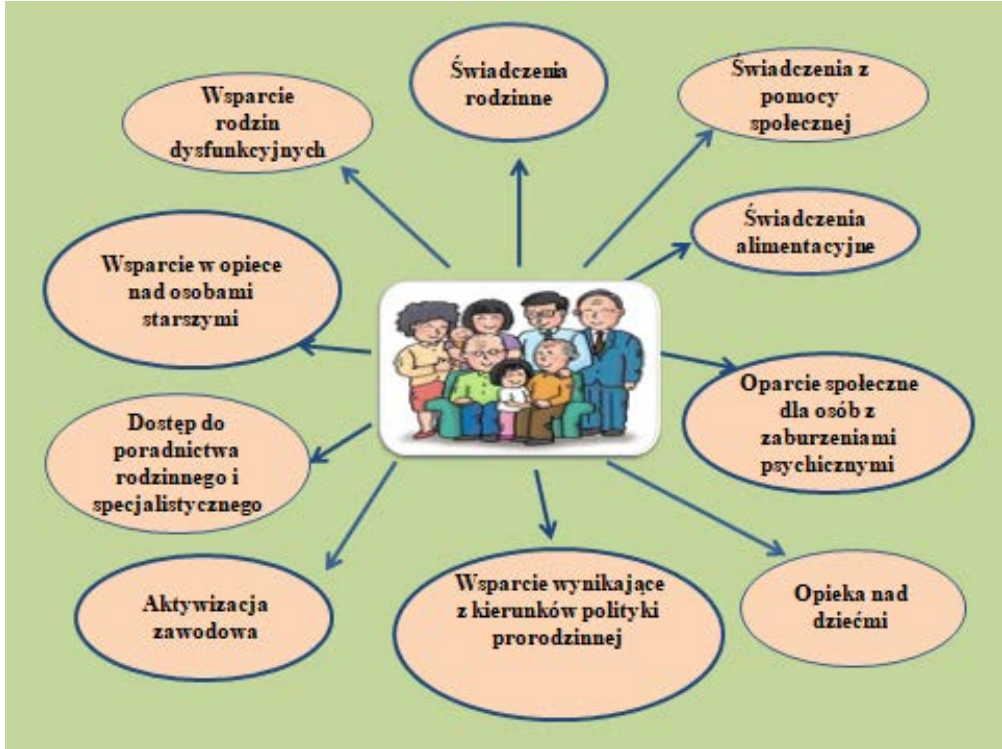 Świadczenia
rodzinne
Świadczenia z
pomocy
społecznej
Wsparcie
rodzin
dysfunkcyjnych
Świadczenia
alimentacyjne
Wsparcie w opiece
nad osobami
starszymi
Oparcie społeczne
dla osób z
zaburzeniami
psychicznymi
Dostęp do
poradnictwa
rodzinnego i
specjalistycznego
Aktywizacja
zawodowa
Wsparcie wynikające
z kierunków polityki
prorodzinnej
Opieka nad
dziećmi